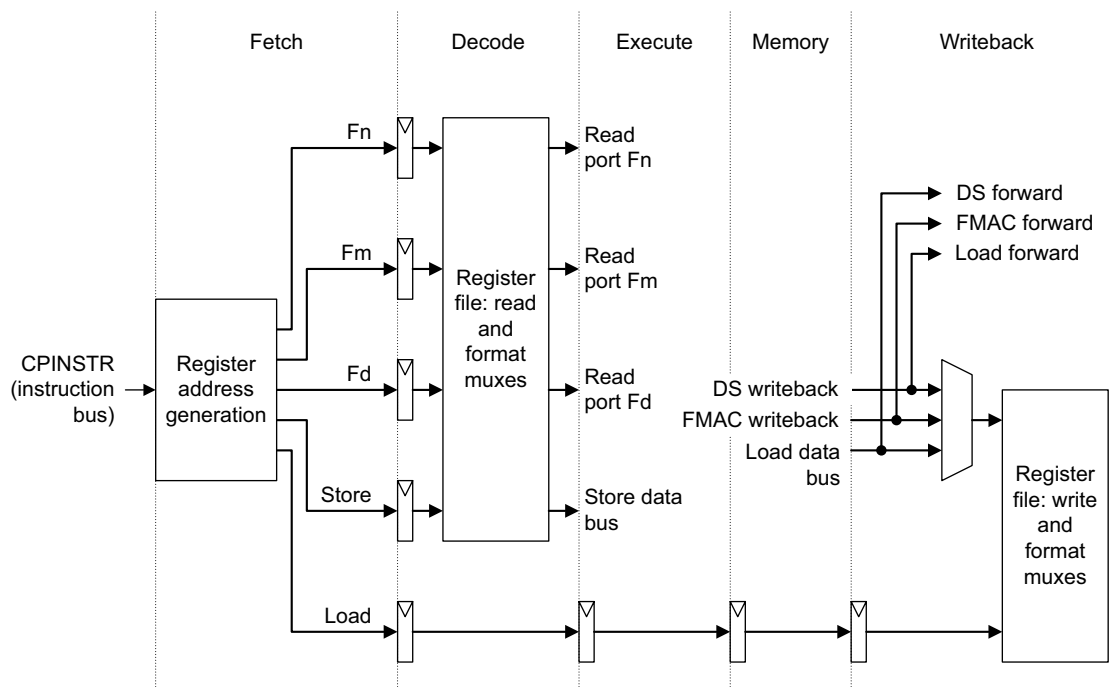 Fetch
Decode
Execute
Memory
Writeback
Fn
Read
port Fn
DS forward
FMAC forward
Load forward
Fm
Register
file: read
and
format
muxes
Read
port Fm
CPINSTR
(instruction
bus)
Register
address
generation
Fd
Read
port Fd
DS writeback
FMAC writeback
Load data
bus
Register
file: write
and
format
muxes
Store
Store data
bus
Load